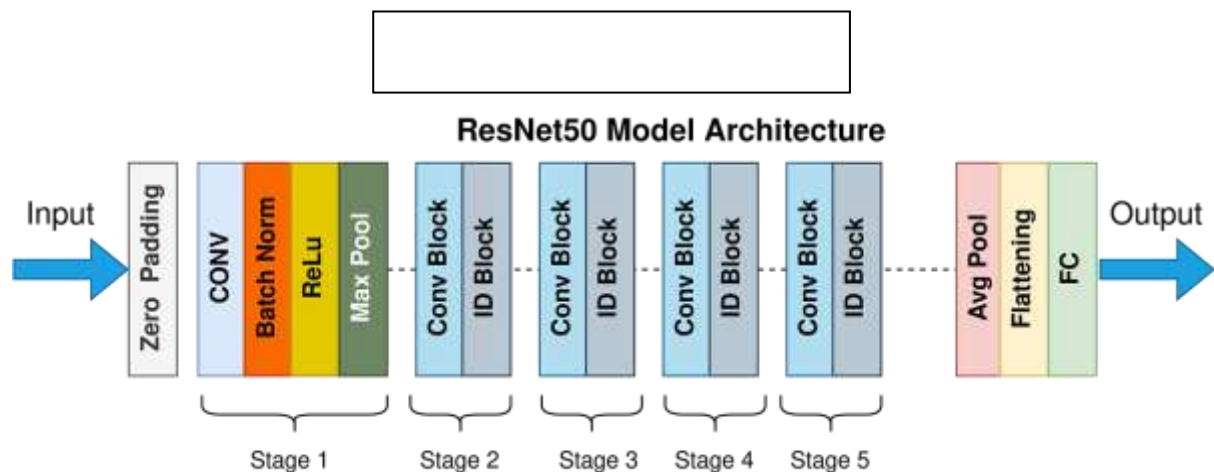 ResNet50 Model Architecture
Input
Zero Padding
CONV
Batch Norm
ReLu
Max Pool
Conv Block
ID Block
Conv Block
ID Block
Conv Block
ID Block
Conv Block
ID Block
Avg Pool
Flattening
FC
Output
Stage 1
Stage 2
Stage 3
Stage 4
Stage 5